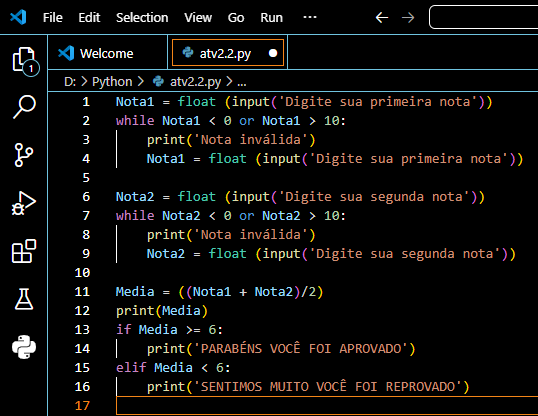 File Edit Selection View Go Run ···
Welcome atv2.2.py
1
D: > Python > atv2.2.py > ...
1 Nota1 = float (input('Digite sua primeira nota'))
2 while Nota1 < 0 or Nota1 > 10:
3 print('Nota inválida')
4 Nota1 = float (input('Digite sua primeira nota'))
5
6 Nota2 = float (input('Digite sua segunda nota'))
7 while Nota2 < 0 or Nota2 > 10:
8 print('Nota inválida')
9 Nota2 = float (input('Digite sua segunda nota'))
10
11 Media = ((Nota1 + Nota2)/2)
12 print(Media)
13 if Media >= 6:
14 print('PARABÉNS VOCÊ FOI APROVADO')
15 elif Media < 6:
16 print('SENTIMOS MUITO VOCÊ FOI REPROVADO')
17